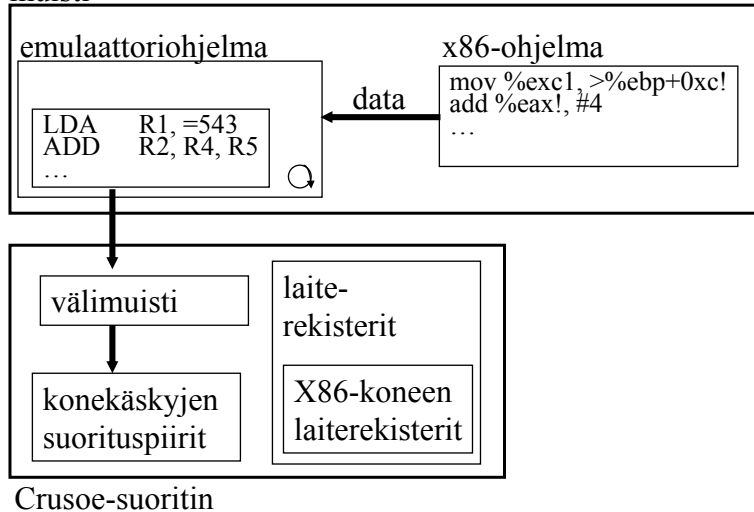 muisti
emulaattoriohjelma
x86-ohjelma
mov %exc1, >%ebp+0xc!
add %eax!, #4
…
data
LDA R1, =543
ADD R2, R4, R5
…
välimuisti
laite-
rekisterit
konekäskyjen
suorituspiirit
X86-koneen
laiterekisterit
Crusoe-suoritin